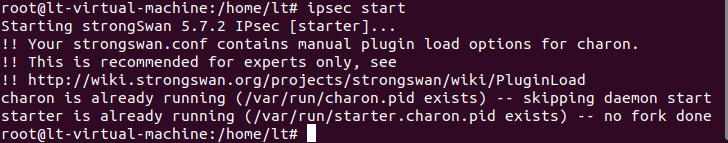 root@lt-virtual-machine:/home/lt# ipsec start
Starting strongSwan 5.7.2 IPsec [starter]...
!! Your strongswan.conf contains manual plugin load options for charon.
!! This is recommended for experts only, see
!! http://wiki.strongswan.org/projects/strongswan/wiki/PluginLoad
charon is already running (/var/run/charon.pid exists) -- skipping daemon start
starter is already running (/var/run/starter.charon.pid exists) -- no fork done
root@lt-virtual-machine:/home/lt#